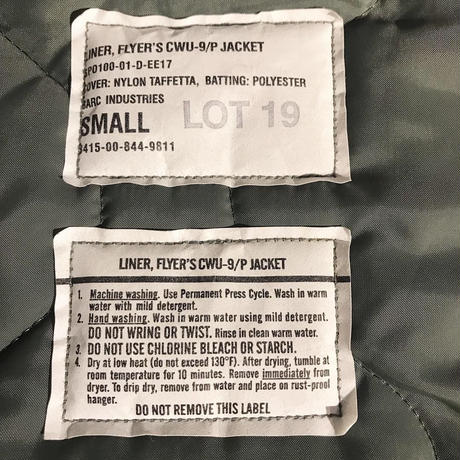 LINER, FLYER'S CWU-9/P JACKET
SPO100-01-D-EE17
COVER: NYLON TAFFETTA, BATTING: POLYESTER
GARC INDUSTRIES
SMALL LOT 19
8415-00-844-9811
LINER, FLYER'S CWU-9/P JACKET
1. Machine washing. Use Permanent Press Cycle. Wash in warm
water with mild detergent.
2. Hand washing. Wash in warm water using mild detergent.
DO NOT WRING OR TWIST. Rinse in clean warm water.
3. DO NOT USE CHLORINE BLEACH OR STARCH.
4. Dry at low heat (do not exceed 130°F). After drying, tumble at
room temperature for 10 minutes. Remove immediately from
dryer. To drip dry, remove from water and place on rust-proof
hanger.
DO NOT REMOVE THIS LABEL